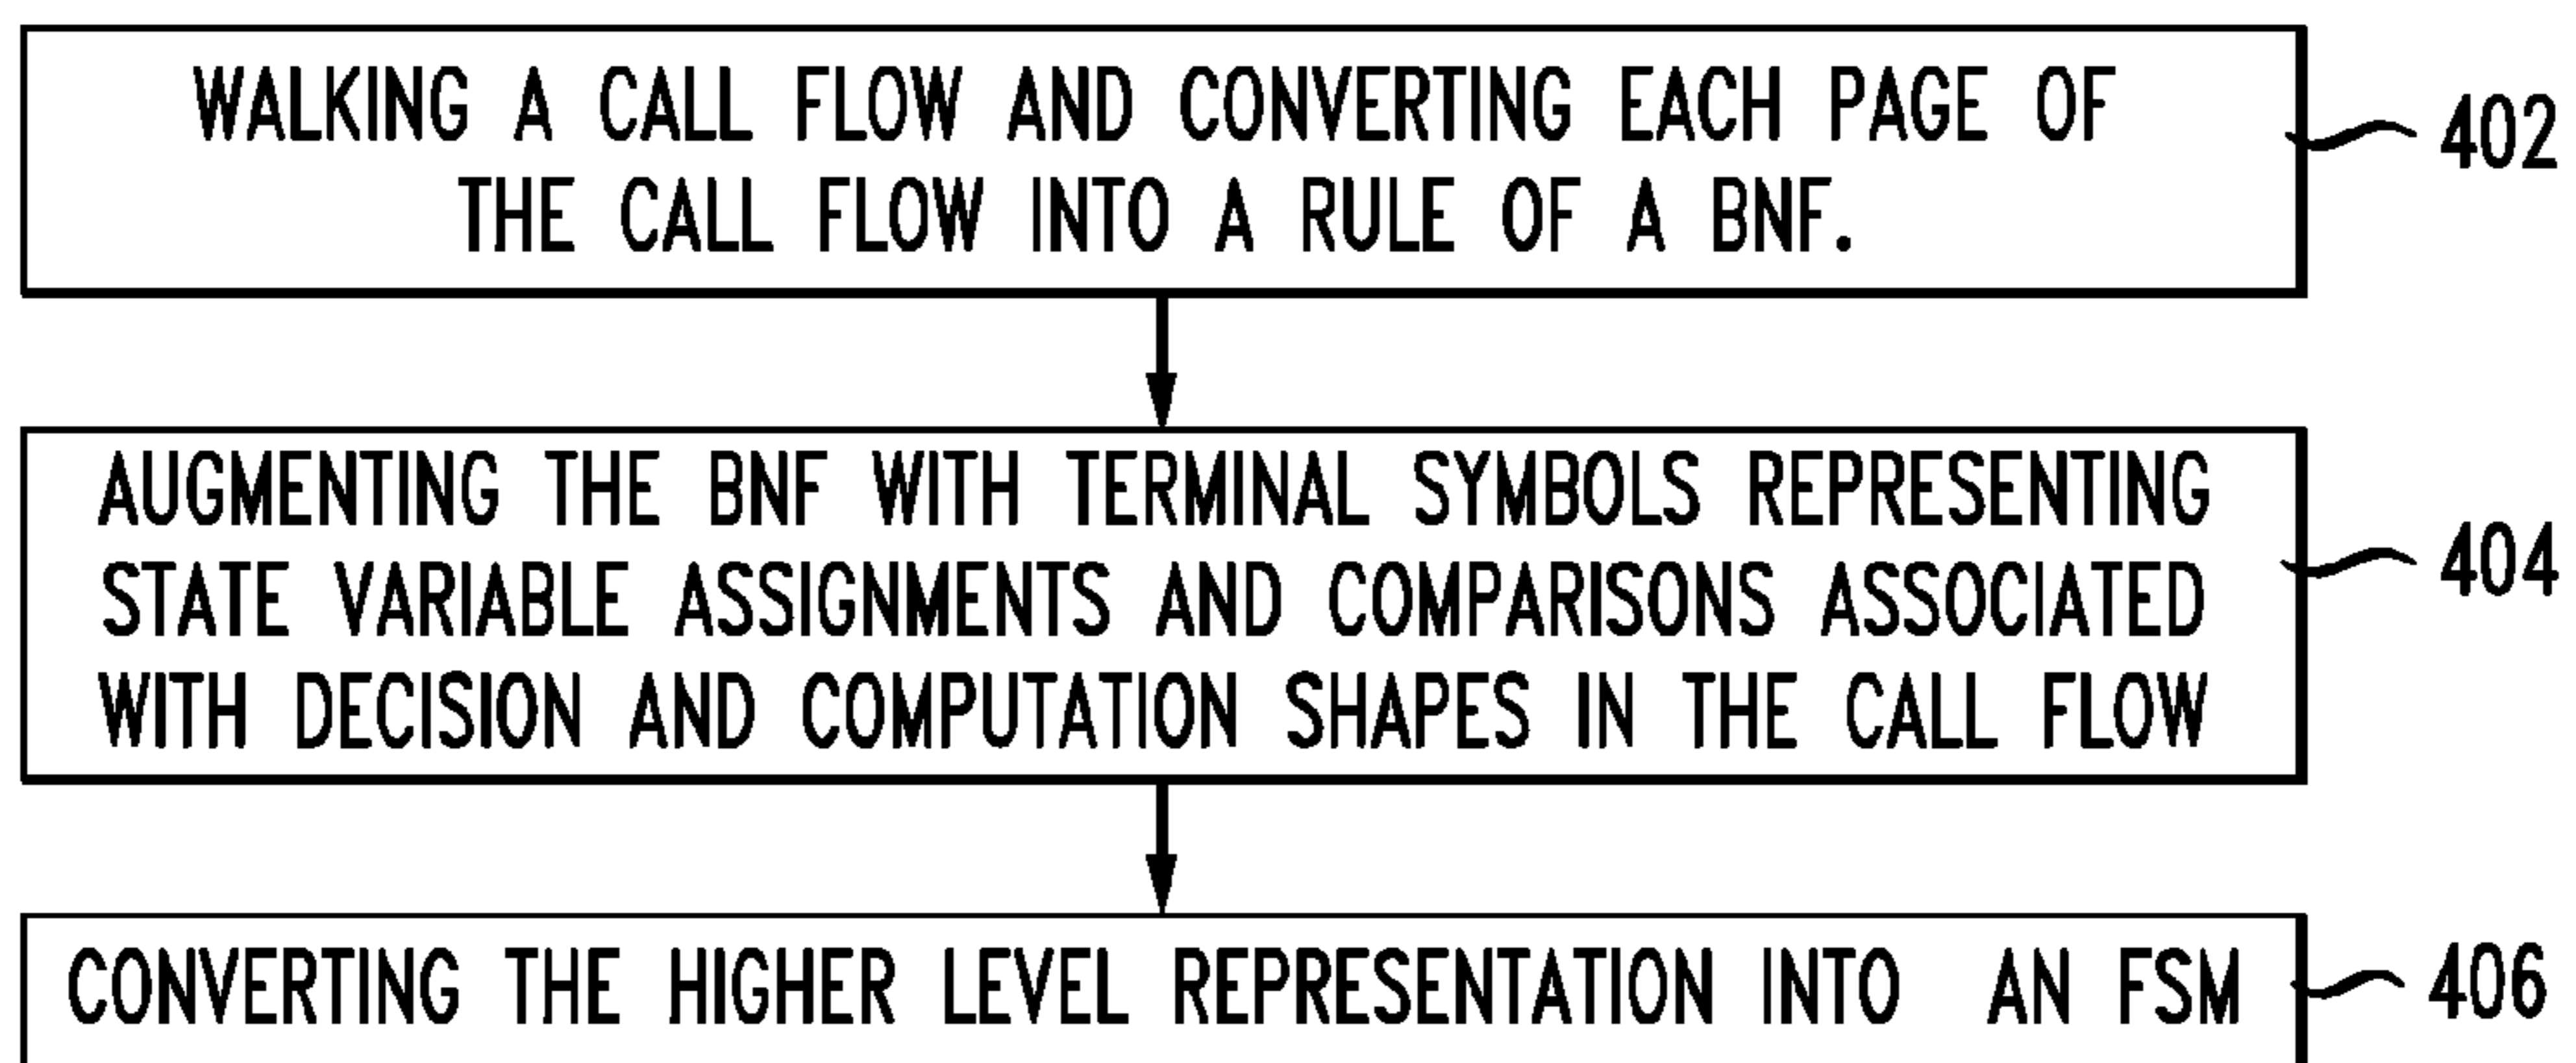 WALKING A CALL FLOW AND CONVERTING EACH PAGE OF
THE CALL FLOW INTO A RULE OF A BNF.
402
AUGMENTING THE BNF WITH TERMINAL SYMBOLS REPRESENTING
STATE VARIABLE ASSIGNMENTS AND COMPARISONS ASSOCIATED
WITH DECISION AND COMPUTATION SHAPES IN THE CALL FLOW
404
CONVERTING THE HIGHER LEVEL REPRESENTATION INTO AN FSM
406